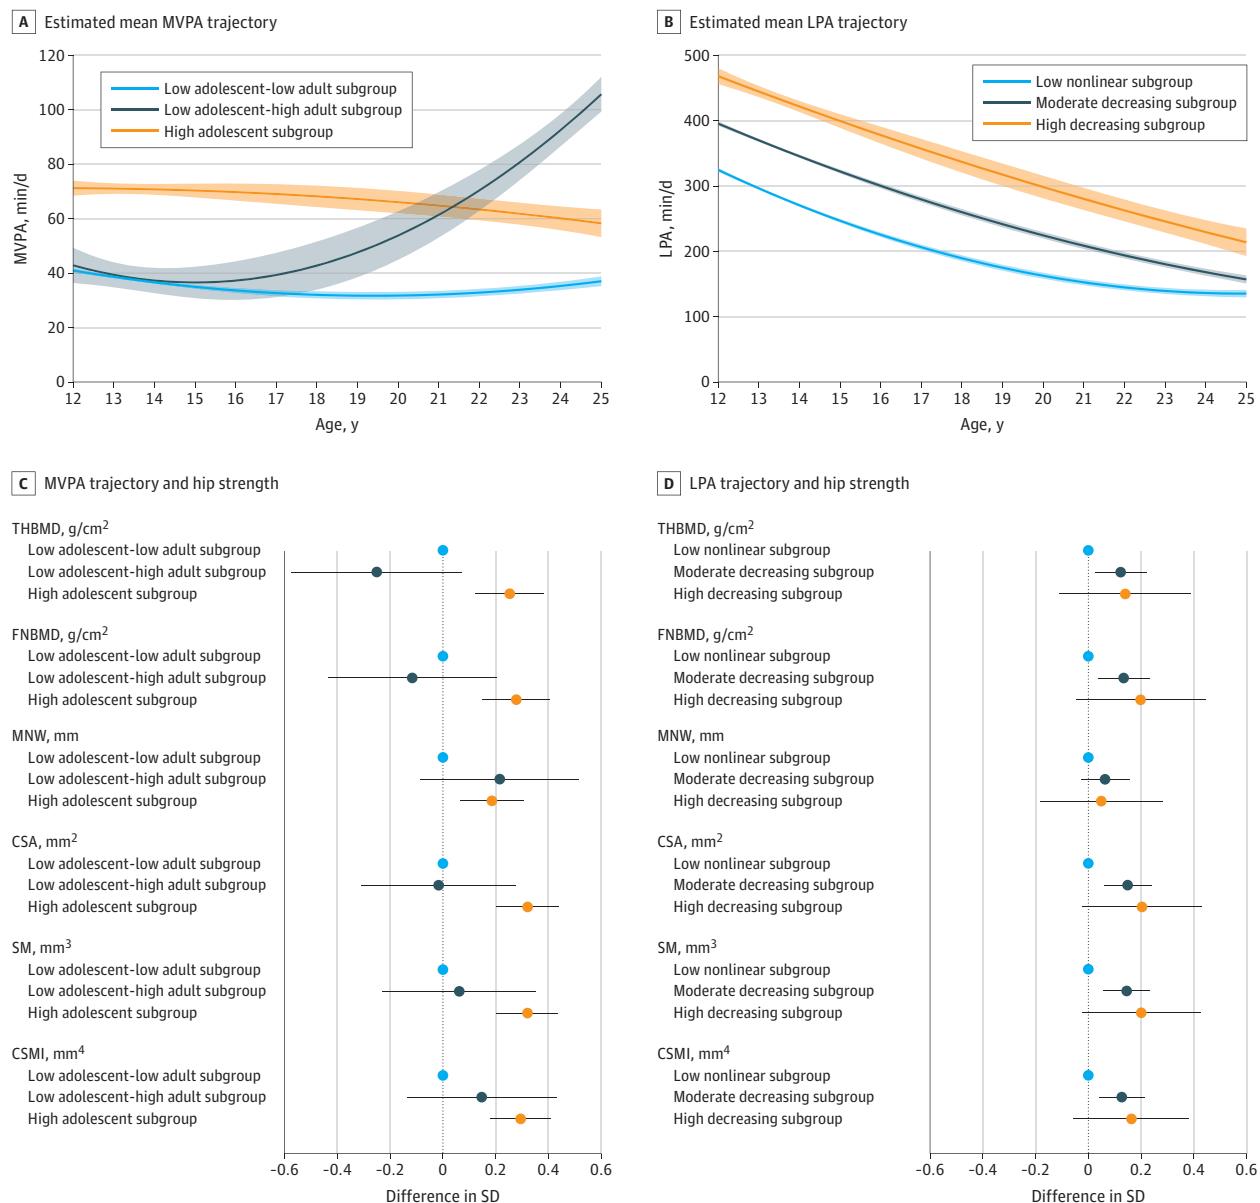 A Estimated mean MVPA trajectory
120
100
80
60
40
20
0
MVPA, min/d
Low adolescent-low adult subgroup
Low adolescent-high adult subgroup
High adolescent subgroup
12 13 14 15 16 17 18 19 20 21 22 23 24 25
Age, y
B Estimated mean LPA trajectory
500
400
300
200
100
0
LPA, min/d
Low nonlinear subgroup
Moderate decreasing subgroup
High decreasing subgroup
12 13 14 15 16 17 18 19 20 21 22 23 24 25
Age, y
C MVPA trajectory and hip strength
THBMD, g/cm²
Low adolescent-low adult subgroup
Low adolescent-high adult subgroup
High adolescent subgroup
FNBMD, g/cm²
Low adolescent-low adult subgroup
Low adolescent-high adult subgroup
High adolescent subgroup
MNW, mm
Low adolescent-low adult subgroup
Low adolescent-high adult subgroup
High adolescent subgroup
CSA, mm²
Low adolescent-low adult subgroup
Low adolescent-high adult subgroup
High adolescent subgroup
SM, mm³
Low adolescent-low adult subgroup
Low adolescent-high adult subgroup
High adolescent subgroup
CSMI, mm⁴
Low adolescent-low adult subgroup
Low adolescent-high adult subgroup
High adolescent subgroup
-0.6 -0.4 -0.2 0 0.2 0.4 0.6
Difference in SD
D LPA trajectory and hip strength
THBMD, g/cm²
Low nonlinear subgroup
Moderate decreasing subgroup
High decreasing subgroup
FNBMD, g/cm²
Low nonlinear subgroup
Moderate decreasing subgroup
High decreasing subgroup
MNW, mm
Low nonlinear subgroup
Moderate decreasing subgroup
High decreasing subgroup
CSA, mm²
Low nonlinear subgroup
Moderate decreasing subgroup
High decreasing subgroup
SM, mm³
Low nonlinear subgroup
Moderate decreasing subgroup
High decreasing subgroup
CSMI, mm⁴
Low nonlinear subgroup
Moderate decreasing subgroup
High decreasing subgroup
-0.6 -0.4 -0.2 0 0.2 0.4 0.6
Difference in SD